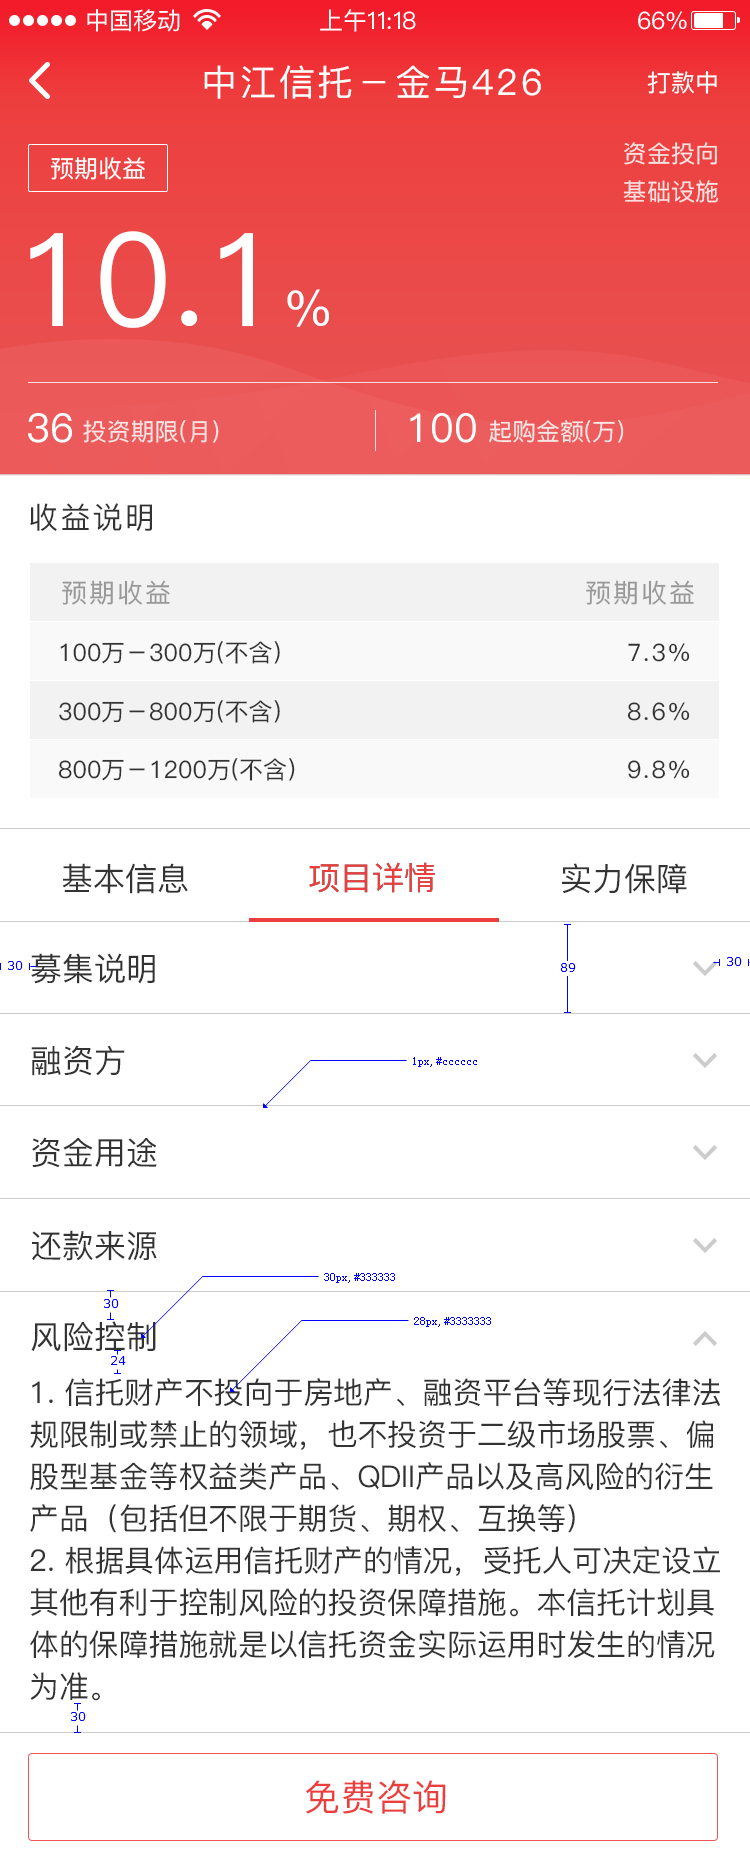 中国移动 上午11:18 66%
中江信托－金马426 打款中
预期收益 资金投向
基础设施
10.1%
36 投资期限(月) 100 起购金额(万)
收益说明
预期收益 预期收益
100万－300万(不含) 7.3%
300万－800万(不含) 8.6%
800万－1200万(不含) 9.8%
基本信息 项目详情 实力保障
30 募集说明 89 30
融资方 1px, #cccccc
资金用途
还款来源
30px, #333333
30
28px, #3333333
风险控制
24
1. 信托财产不投向于房地产、融资平台等现行法律法
规限制或禁止的领域，也不投资于二级市场股票、偏
股型基金等权益类产品、QDII产品以及高风险的衍生
产品（包括但不限于期货、期权、互换等）
2. 根据具体运用信托财产的情况，受托人可决定设立
其他有利于控制风险的投资保障措施。本信托计划具
体的保障措施就是以信托资金实际运用时发生的情况
为准。
30
免费咨询